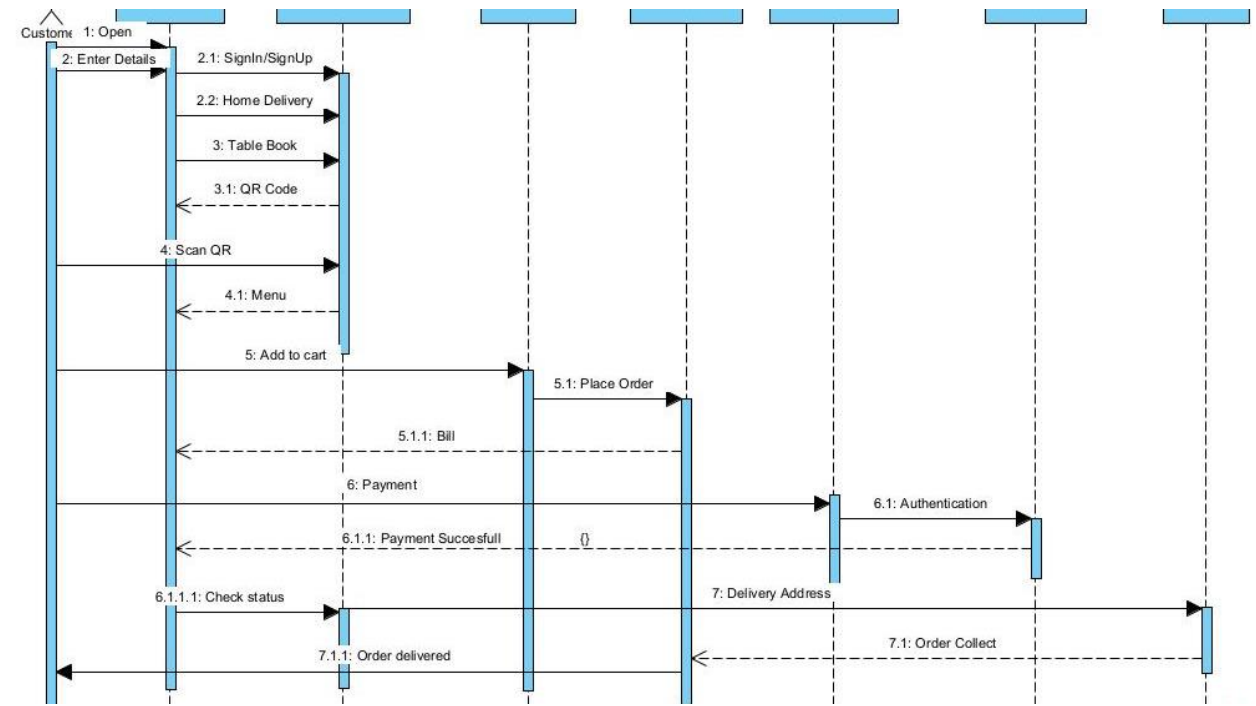 Custome
1: Open
2: Enter Details
2.1: SignIn/SignUp
2.2: Home Delivery
3: Table Book
3.1: QR Code
4: Scan QR
4.1: Menu
5: Add to cart
5.1: Place Order
5.1.1: Bill
6: Payment
6.1: Authentication
6.1.1: Payment Succesfull {}
6.1.1.1: Check status
7: Delivery Address
7.1: Order Collect
7.1.1: Order delivered